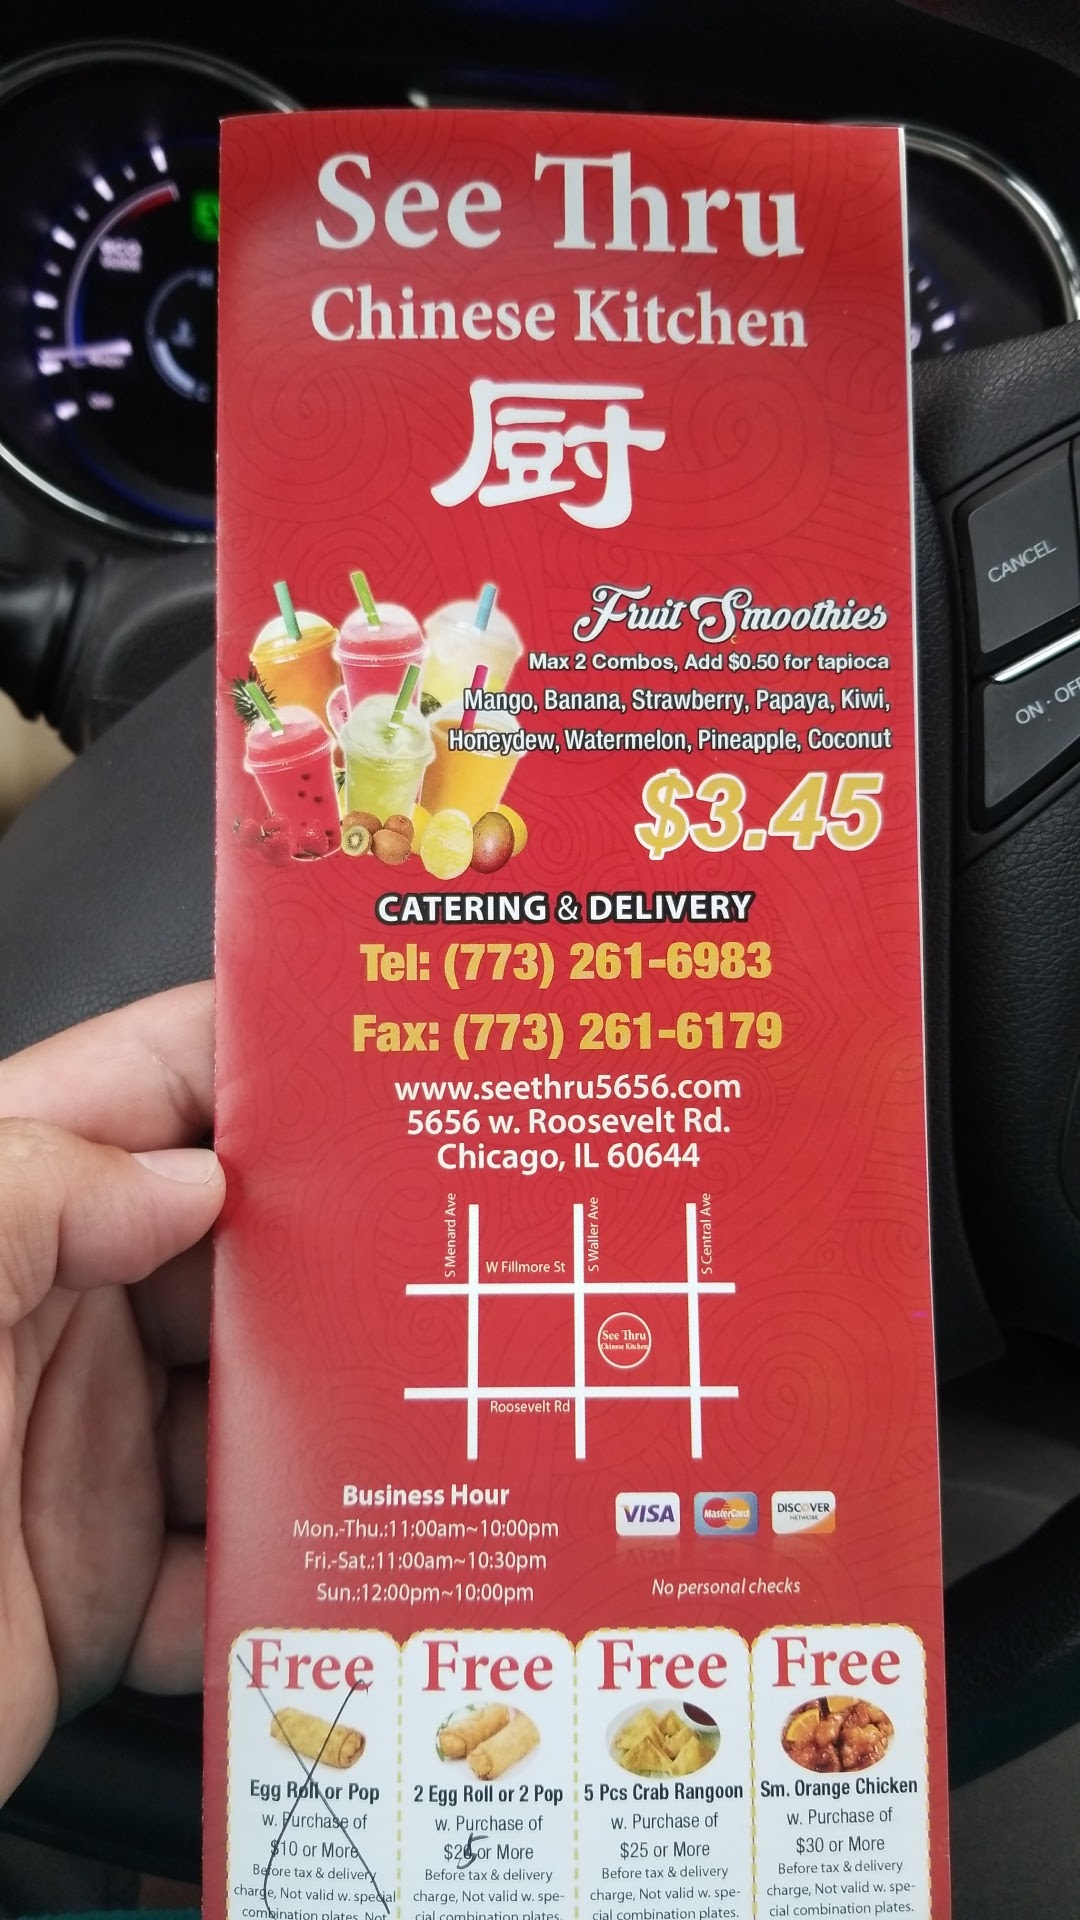 See Thru
Chinese Kitchen
厨
Fruit Smoothies
Max 2 Combos, Add $0.50 for tapioca
Mango, Banana, Strawberry, Papaya, Kiwi,
Honeydew, Watermelon, Pineapple, Coconut
$3.45
CATERING & DELIVERY
Tel: (773) 261-6983
Fax: (773) 261-6179
www.seethru5656.com
5656 w. Roosevelt Rd.
Chicago, IL 60644
S Menard Ave
W Fillmore St
S Waller Ave
S Central Ave
See Thru
Chinese Kitchen
Roosevelt Rd
Business Hour
Mon.-Thu.:11:00am~10:00pm
Fri.-Sat.:11:00am~10:30pm
Sun.:12:00pm~10:00pm
VISA
MasterCard
DISCOVER
NETWORK
No personal checks
Free
Egg Roll or Pop
w. Purchase of
$10 or More
Before tax & delivery
charge, Not valid w. special
combination plates. Not
Free
2 Egg Roll or 2 Pop
w. Purchase of
$25 or More
Before tax & delivery
charge, Not valid w. spe-
cial combination plates.
Free
5 Pcs Crab Rangoon
w. Purchase of
$25 or More
Before tax & delivery
charge, Not valid w. spe-
cial combination plates.
Free
Sm. Orange Chicken
w. Purchase of
$30 or More
Before tax & delivery
charge, Not valid w. spe-
cial combination plates.
CANCEL
ON · OFF